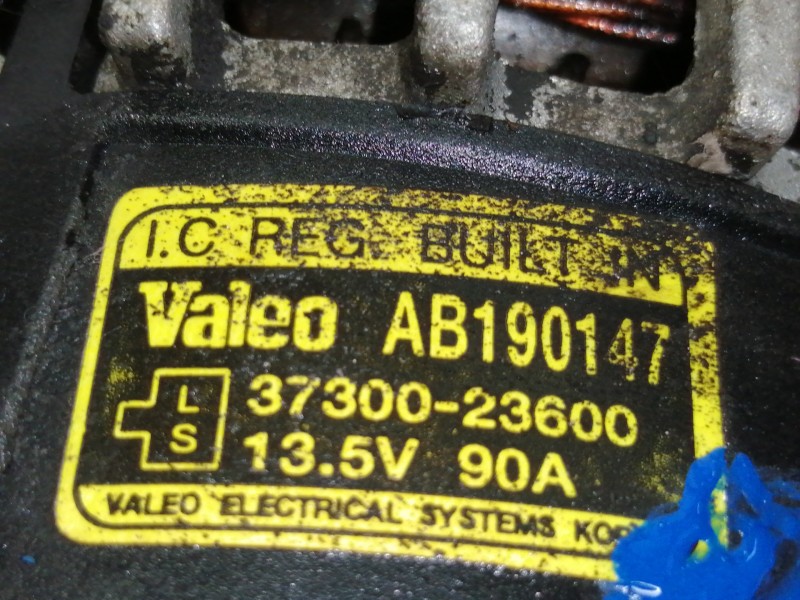 I.C REG. BUILT IN
Valeo AB190147
L 37300-23600
S 13.5V 90A
VALEO ELECTRICAL SYSTEMS